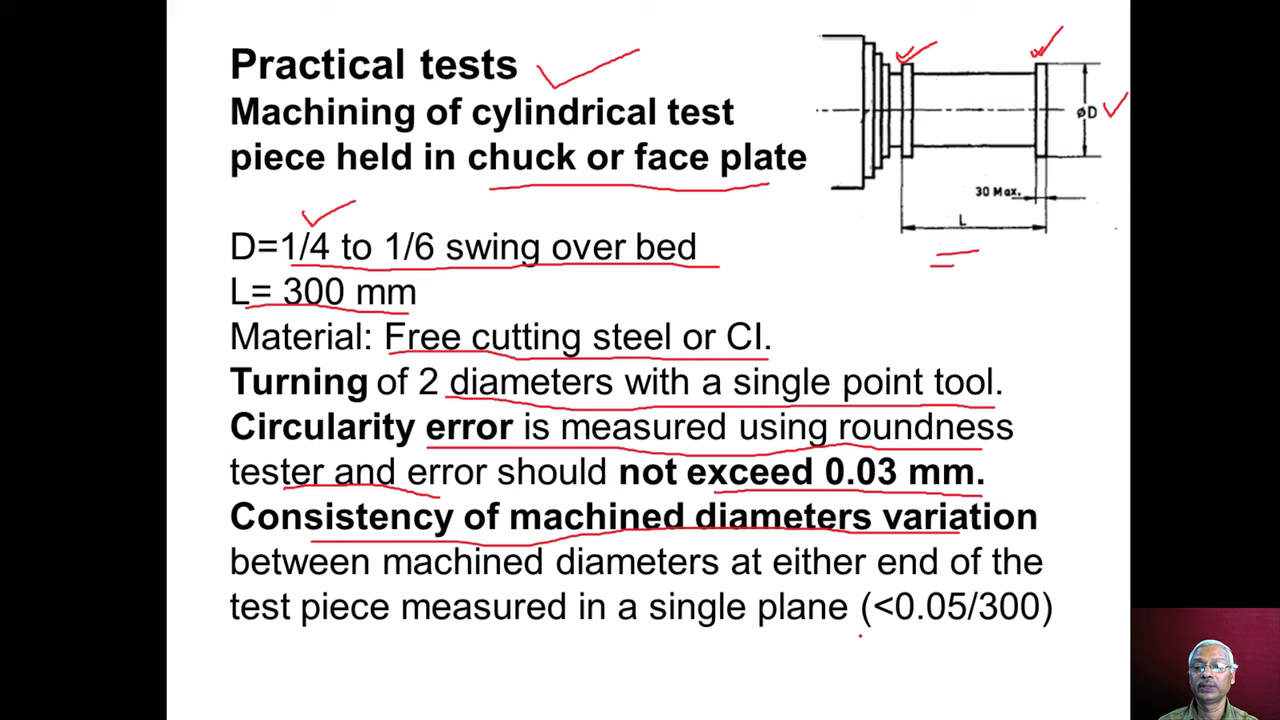 Practical tests
Machining of cylindrical test
piece held in chuck or face plate
D=1/4 to 1/6 swing over bed
L= 300 mm
Material: Free cutting steel or CI.
Turning of 2 diameters with a single point tool.
Circularity error is measured using roundness
tester and error should not exceed 0.03 mm.
Consistency of machined diameters variation
between machined diameters at either end of the
test piece measured in a single plane (<0.05/300)
øD
30 Max.
L